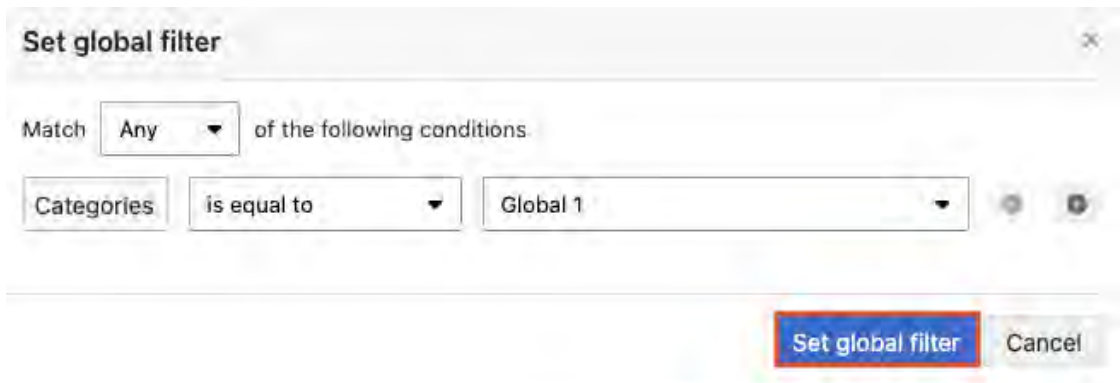 Set global filter
Match Any of the following conditions
Categories is equal to Global 1
Set global filter Cancel